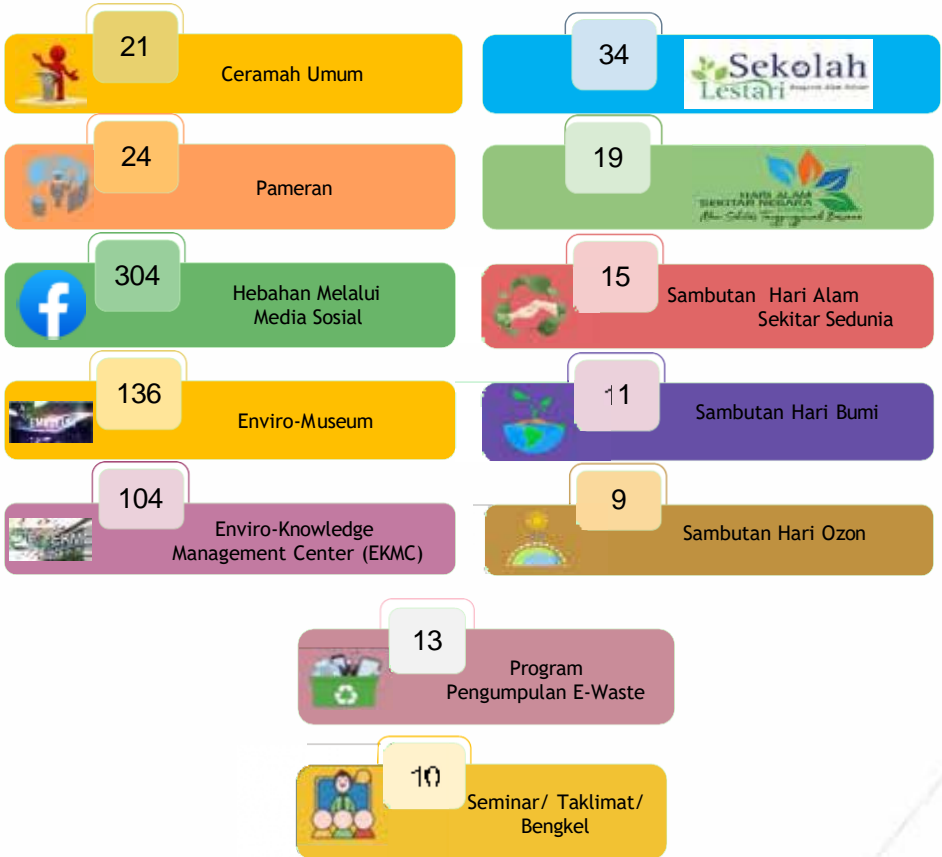 21
Ceramah Umum
34
Sekolah
Lestari
24
Pameran
19
HARI ALAM
SEKITAR NEGARA
304
Hebahan Melalui
Media Sosial
15
Sambutan Hari Alam
Sekitar Sedunia
136
Enviro-Museum
11
Sambutan Hari Bumi
104
Enviro-Knowledge
Management Center (EKMC)
9
Sambutan Hari Ozon
13
Program
Pengumpulan E-Waste
10
Seminar/ Taklimat/
Bengkel